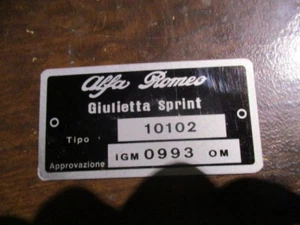 Alfa Romeo
Giulietta Sprint
Tipo 10102
Approvazione IGM 0993 OM